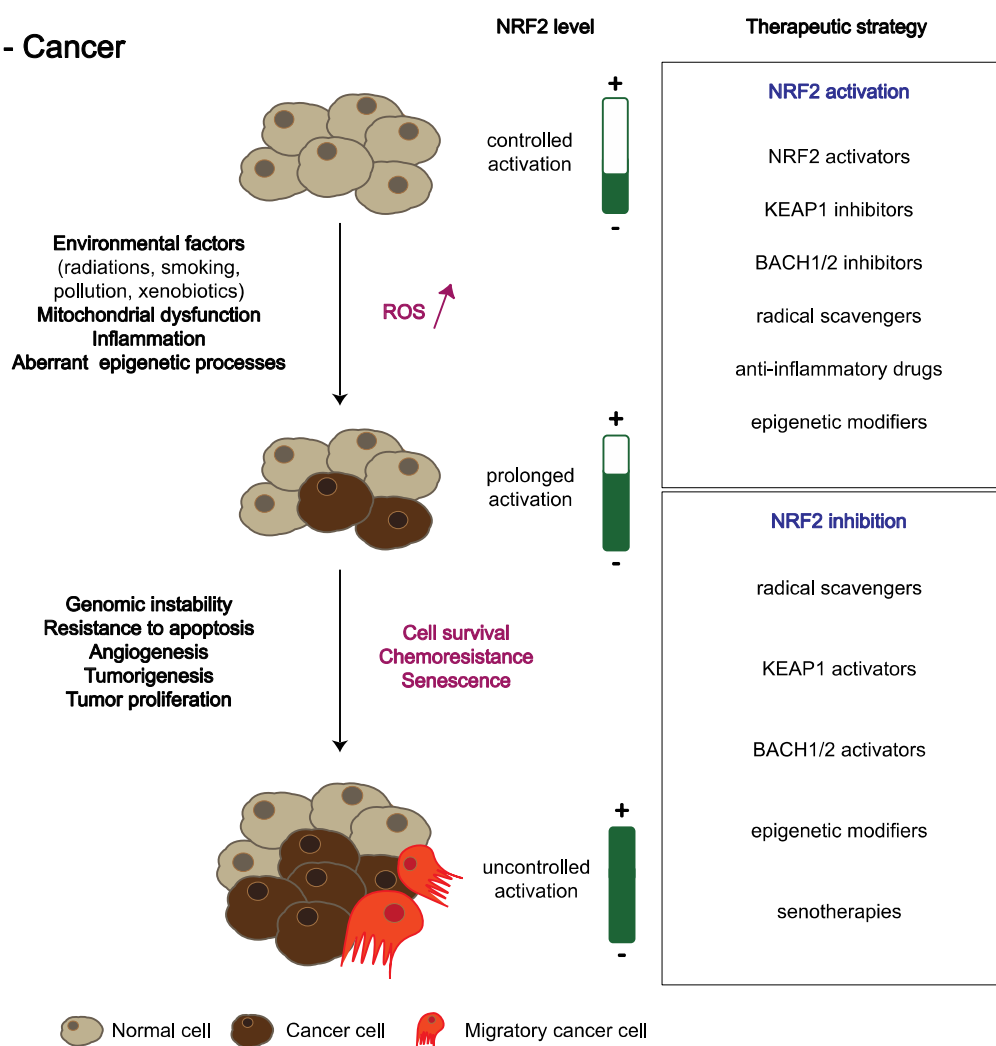 - Cancer
NRF2 level
Therapeutic strategy
+
controlled
activation
-
Environmental factors
(radiations, smoking,
pollution, xenobiotics)
Mitochondrial dysfunction
Inflammation
Aberrant epigenetic processes
ROS
NRF2 activation
NRF2 activators
KEAP1 inhibitors
BACH1/2 inhibitors
radical scavengers
anti-inflammatory drugs
epigenetic modifiers
+
prolonged
activation
-
Genomic instability
Resistance to apoptosis
Angiogenesis
Tumorigenesis
Tumor proliferation
Cell survival
Chemoresistance
Senescence
NRF2 inhibition
radical scavengers
KEAP1 activators
BACH1/2 activators
epigenetic modifiers
senotherapies
+
uncontrolled
activation
-
Normal cell
Cancer cell
Migratory cancer cell